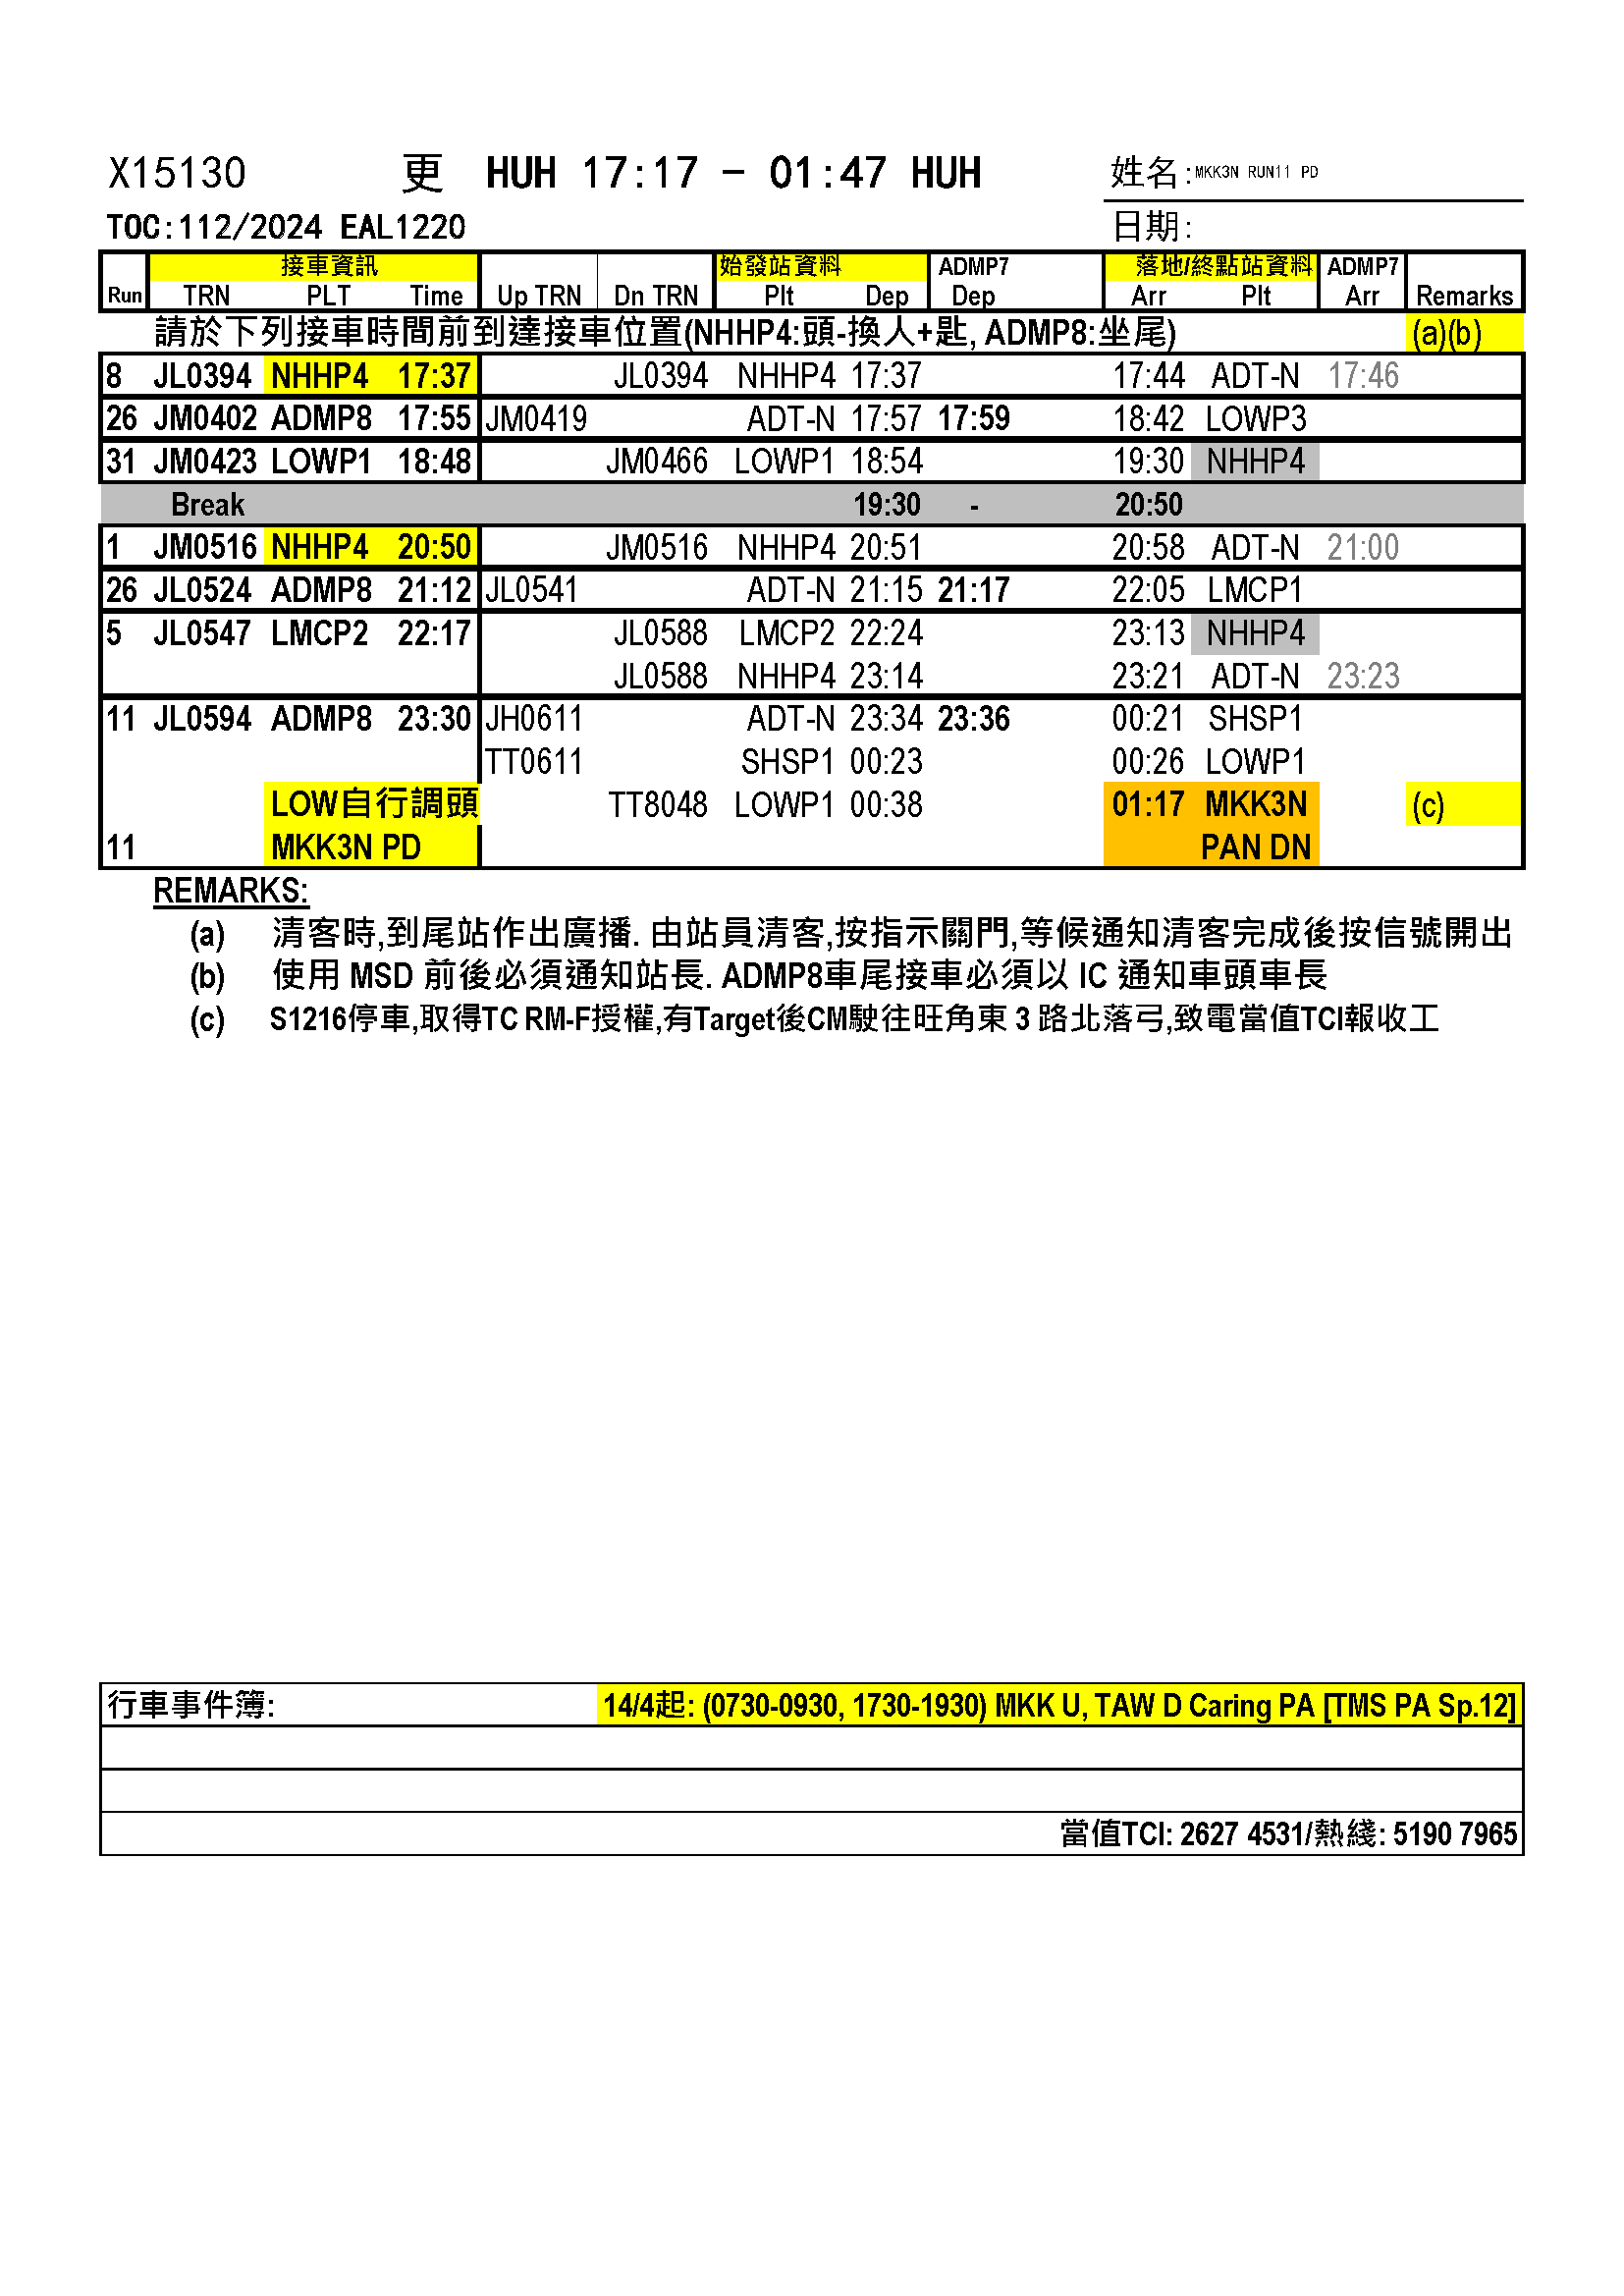 X15130 更 HUH 17:17 - 01:47 HUH 姓名:MKK3N RUN11 PD
TOC:112/2024 EAL1220 日期:
接車資訊 始發站資料 ADMP7 落地/終點站資料 ADMP7
Run TRN PLT Time Up TRN Dn TRN Plt Dep Dep Arr Plt Arr Remarks
請於下列接車時間前到達接車位置(NHHP4:頭-換人+匙, ADMP8:坐尾) (a)(b)
8 JL0394 NHHP4 17:37 JL0394 NHHP4 17:37 17:44 ADT-N 17:46
26 JM0402 ADMP8 17:55 JM0419 ADT-N 17:57 17:59 18:42 LOWP3
31 JM0423 LOWP1 18:48 JM0466 LOWP1 18:54 19:30 NHHP4
Break 19:30 - 20:50
1 JM0516 NHHP4 20:50 JM0516 NHHP4 20:51 20:58 ADT-N 21:00
26 JL0524 ADMP8 21:12 JL0541 ADT-N 21:15 21:17 22:05 LMCP1
5 JL0547 LMCP2 22:17 JL0588 LMCP2 22:24 23:13 NHHP4
JL0588 NHHP4 23:14 23:21 ADT-N 23:23
11 JL0594 ADMP8 23:30 JH0611 ADT-N 23:34 23:36 00:21 SHSP1
TT0611 SHSP1 00:23 00:26 LOWP1
LOW自行調頭 TT8048 LOWP1 00:38 01:17 MKK3N (c)
11 MKK3N PD PAN DN
REMARKS:
(a) 清客時,到尾站作出廣播. 由站員清客,按指示關門,等候通知清客完成後按信號開出
(b) 使用 MSD 前後必須通知站長. ADMP8車尾接車必須以 IC 通知車頭車長
(c) S1216停車,取得TC RM-F授權,有Target後CM駛往旺角東 3 路北落弓,致電當值TCI報收工
行車事件簿: 14/4起: (0730-0930, 1730-1930) MKK U, TAW D Caring PA [TMS PA Sp.12]
當值TCI: 2627 4531/熱綫: 5190 7965